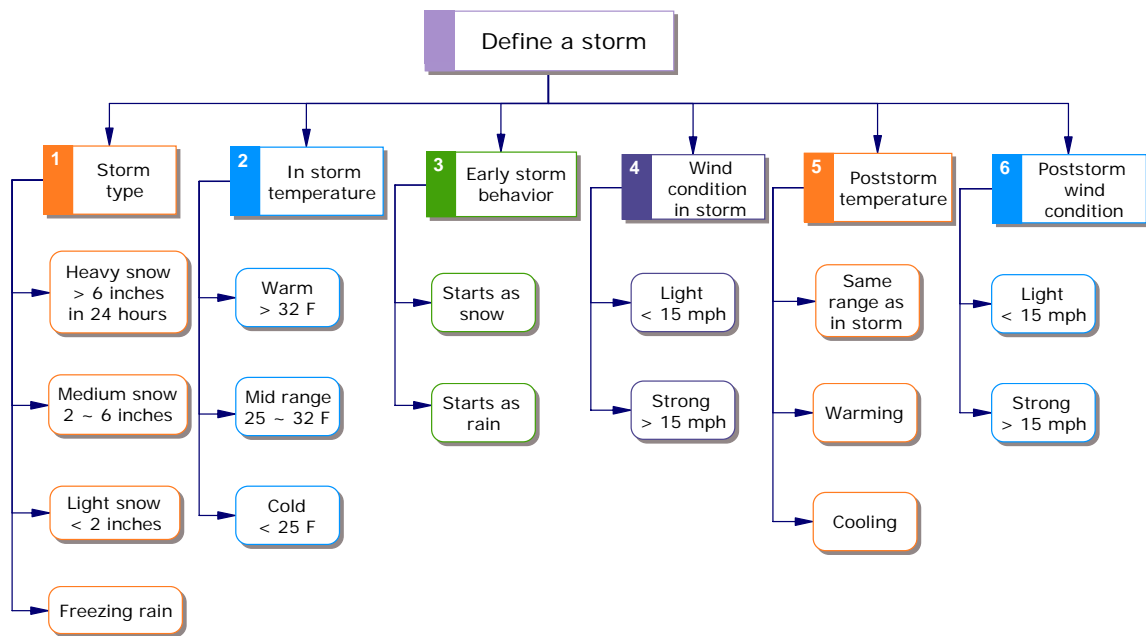 Define a storm
1
Storm
type
2
In storm
temperature
3
Early storm
behavior
4
Wind
condition
in storm
5
Poststorm
temperature
6
Poststorm
wind
condition
Heavy snow
> 6 inches
in 24 hours
Medium snow
2 ~ 6 inches
Light snow
< 2 inches
Freezing rain
Warm
> 32 F
Mid range
25 ~ 32 F
Cold
< 25 F
Starts as
snow
Starts as
rain
Light
< 15 mph
Strong
> 15 mph
Same
range as
in storm
Warming
Cooling
Light
< 15 mph
Strong
> 15 mph